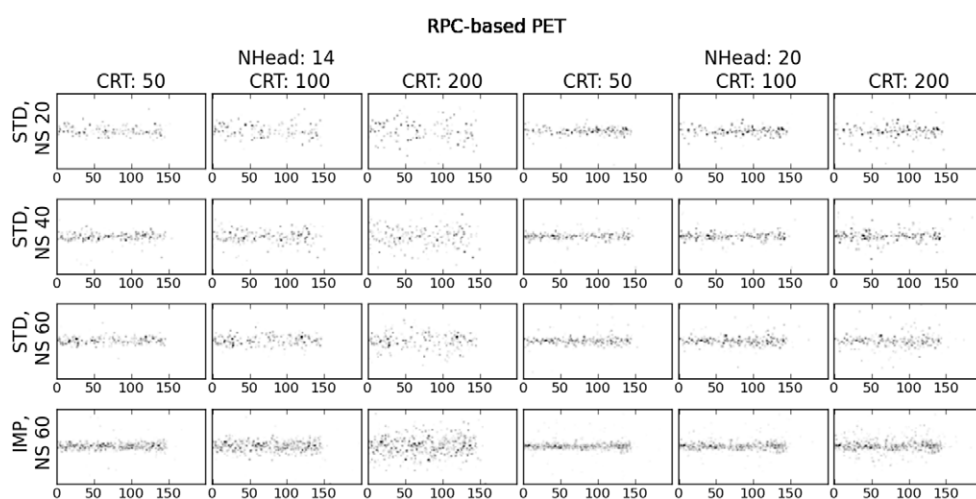 RPC-based PET
NHead: 14 NHead: 20
CRT: 50 CRT: 100 CRT: 200 CRT: 50 CRT: 100 CRT: 200
STD,
NS 20
0 50 100 150 0 50 100 150 0 50 100 150 0 50 100 150 0 50 100 150 0 50 100 150
STD,
NS 40
0 50 100 150 0 50 100 150 0 50 100 150 0 50 100 150 0 50 100 150 0 50 100 150
STD,
NS 60
0 50 100 150 0 50 100 150 0 50 100 150 0 50 100 150 0 50 100 150 0 50 100 150
IMP,
NS 60
0 50 100 150 0 50 100 150 0 50 100 150 0 50 100 150 0 50 100 150 0 50 100 150